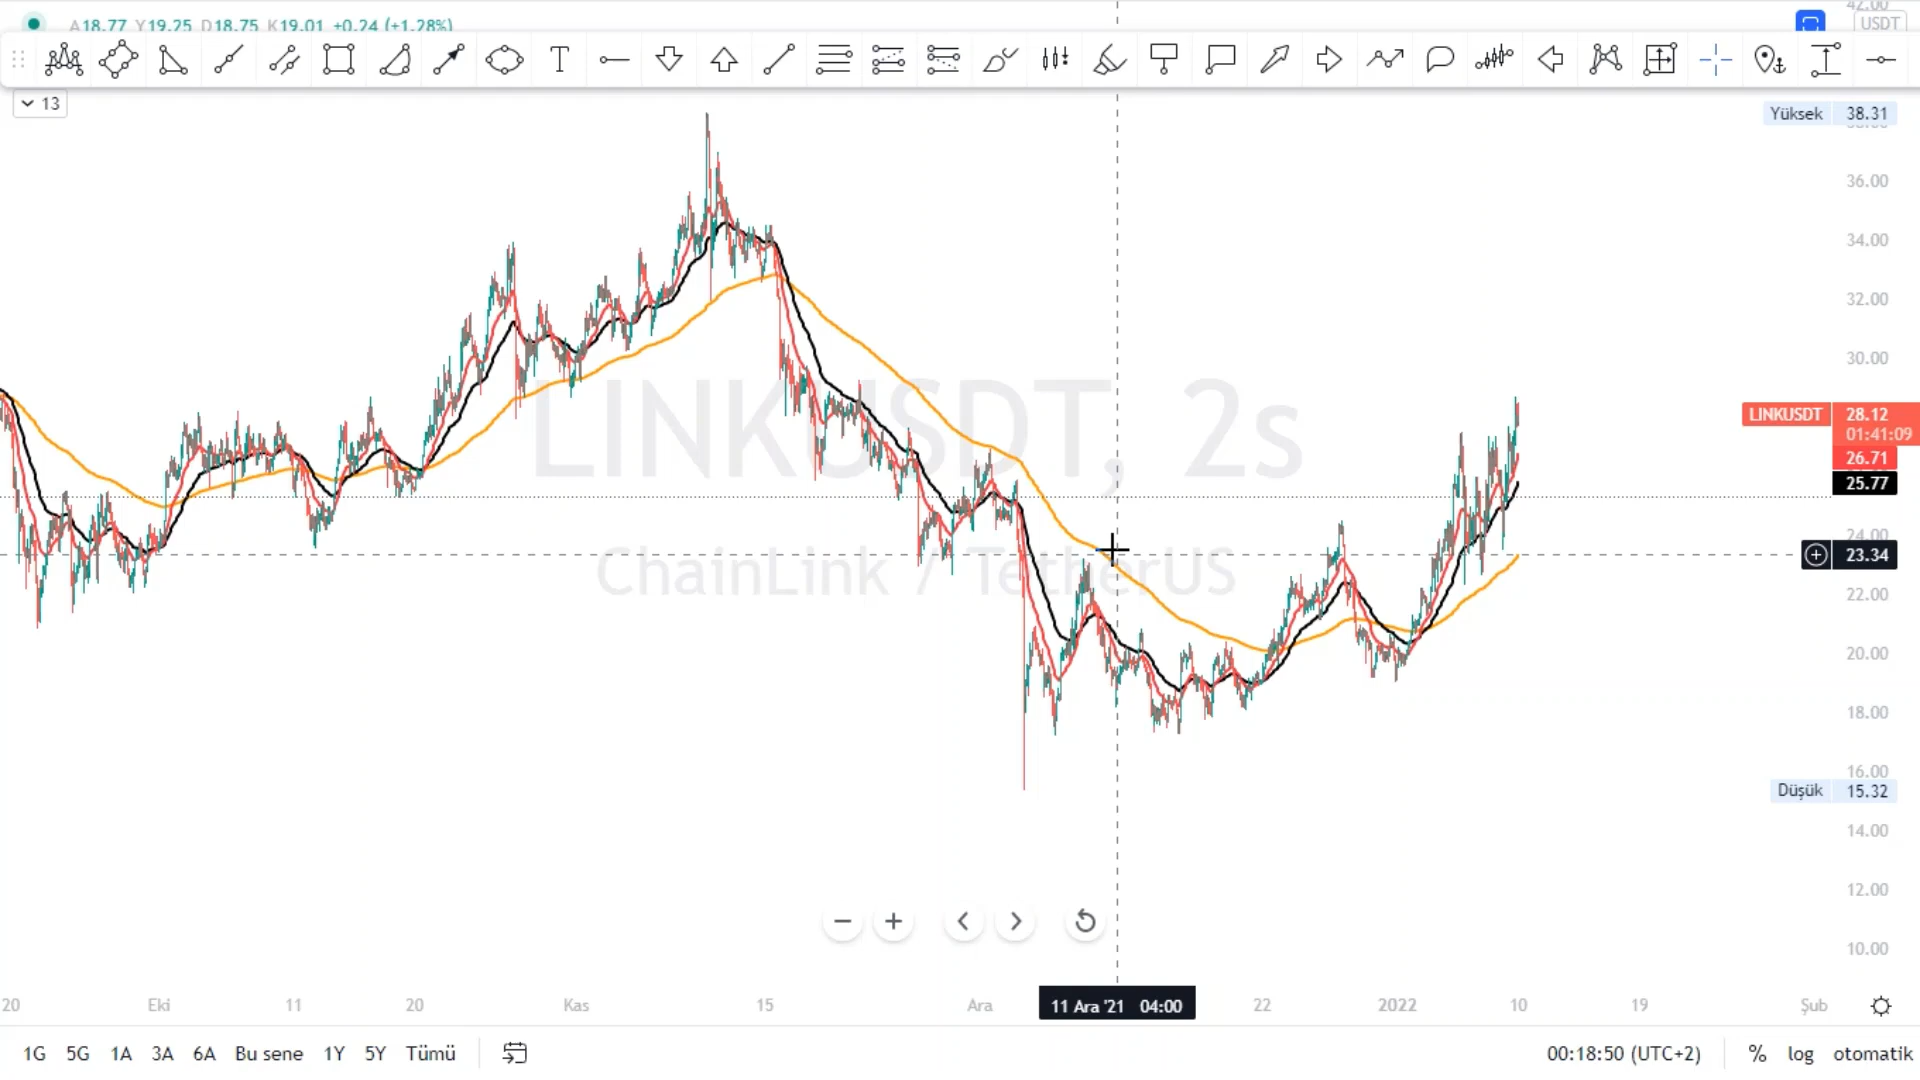 42.00
A18.77 Y19.25 D18.75 K19.01 +0.24 (+1.28%)
USDT
T
13
Yüksek 38.31
36.00
34.00
32.00
30.00
LINKUSDT, 2s
LINKUSDT 28.12
01:41:09
26.71
25.77
24.00
23.34
ChainLink / TetherUS
22.00
20.00
18.00
16.00
Düşük 15.32
14.00
12.00
10.00
20 Eki 11 20 Kas 15 Ara 11 Ara '21 04:00 22 2022 10 19 Şub
1G 5G 1A 3A 6A Bu sene 1Y 5Y Tümü 00:18:50 (UTC+2) % log otomatik